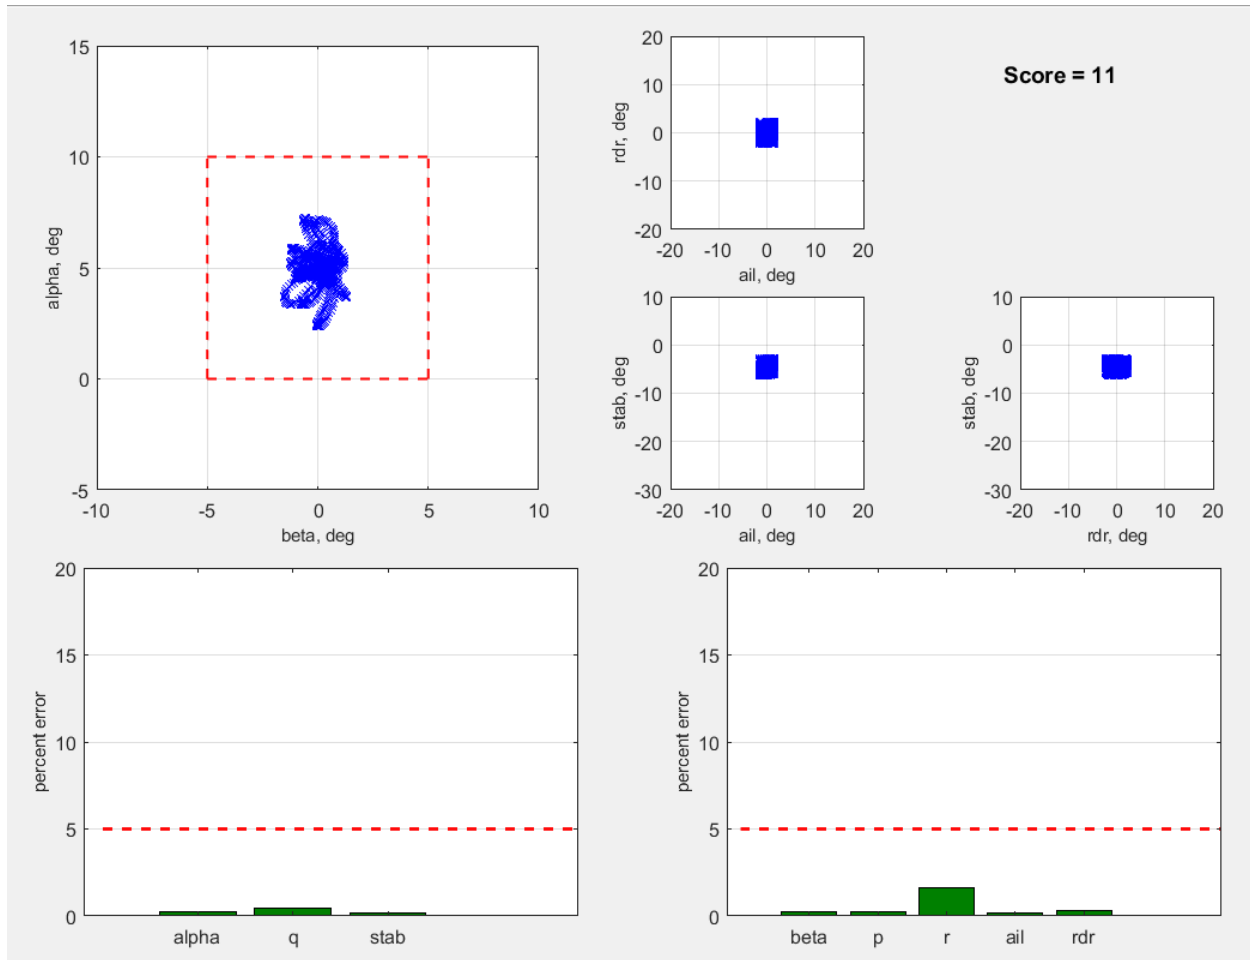 15
10
5
0
-5
alpha, deg
-10 -5 0 5 10
beta, deg
20
10
0
-10
-20
rdr, deg
-20 -10 0 10 20
ail, deg
Score = 11
10
0
-10
-20
-30
stab, deg
-20 -10 0 10 20
ail, deg
10
0
-10
-20
-30
stab, deg
-20 -10 0 10 20
rdr, deg
20
15
10
5
0
percent error
alpha q stab
20
15
10
5
0
percent error
beta p r ail rdr